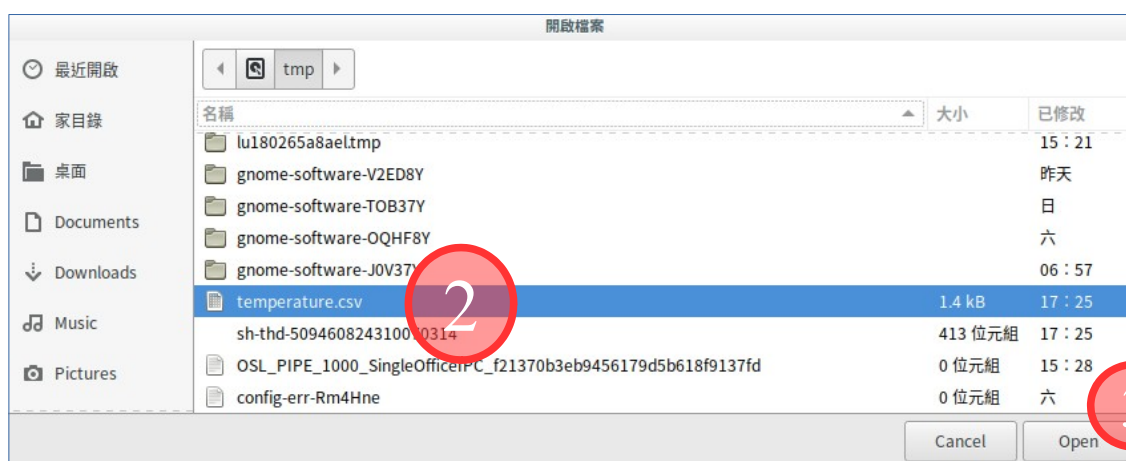 開啟檔案
最近開啟
家目錄
桌面
Documents
Downloads
Music
Pictures
tmp
名稱 大小 已修改
lu180265a8ael.tmp 15：21
gnome-software-V2ED8Y 昨天
gnome-software-TOB37Y 日
gnome-software-OQHF8Y 六
gnome-software-J0V37Y 06：57
temperature.csv 1.4 kB 17：25
2
sh-thd-509460824310070314 413 位元組 17：25
OSL_PIPE_1000_SingleOfficeIPC_f21370b3eb9456179d5b618f9137fd 0 位元組 15：28
config-err-Rm4Hne 0 位元組 六
Cancel Open